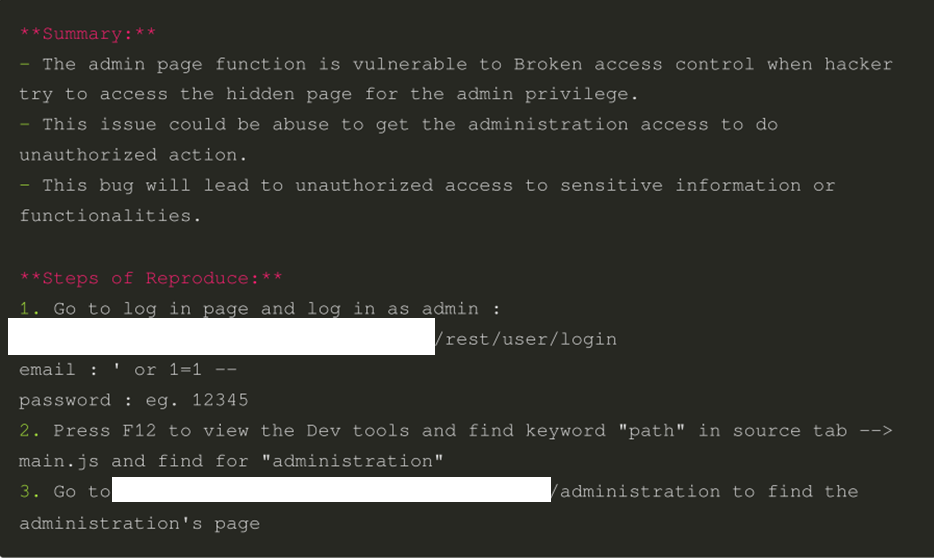 **Summary:**
- The admin page function is vulnerable to Broken access control when hacker
try to access the hidden page for the admin privilege.
- This issue could be abuse to get the administration access to do
unauthorized action.
- This bug will lead to unauthorized access to sensitive information or
functionalities.
**Steps of Reproduce:**
1. Go to log in page and log in as admin :
/rest/user/login
email : ' or 1=1 --
password : eg. 12345
2. Press F12 to view the Dev tools and find keyword "path" in source tab -->
main.js and find for "administration"
3. Go to /administration to find the
administration's page